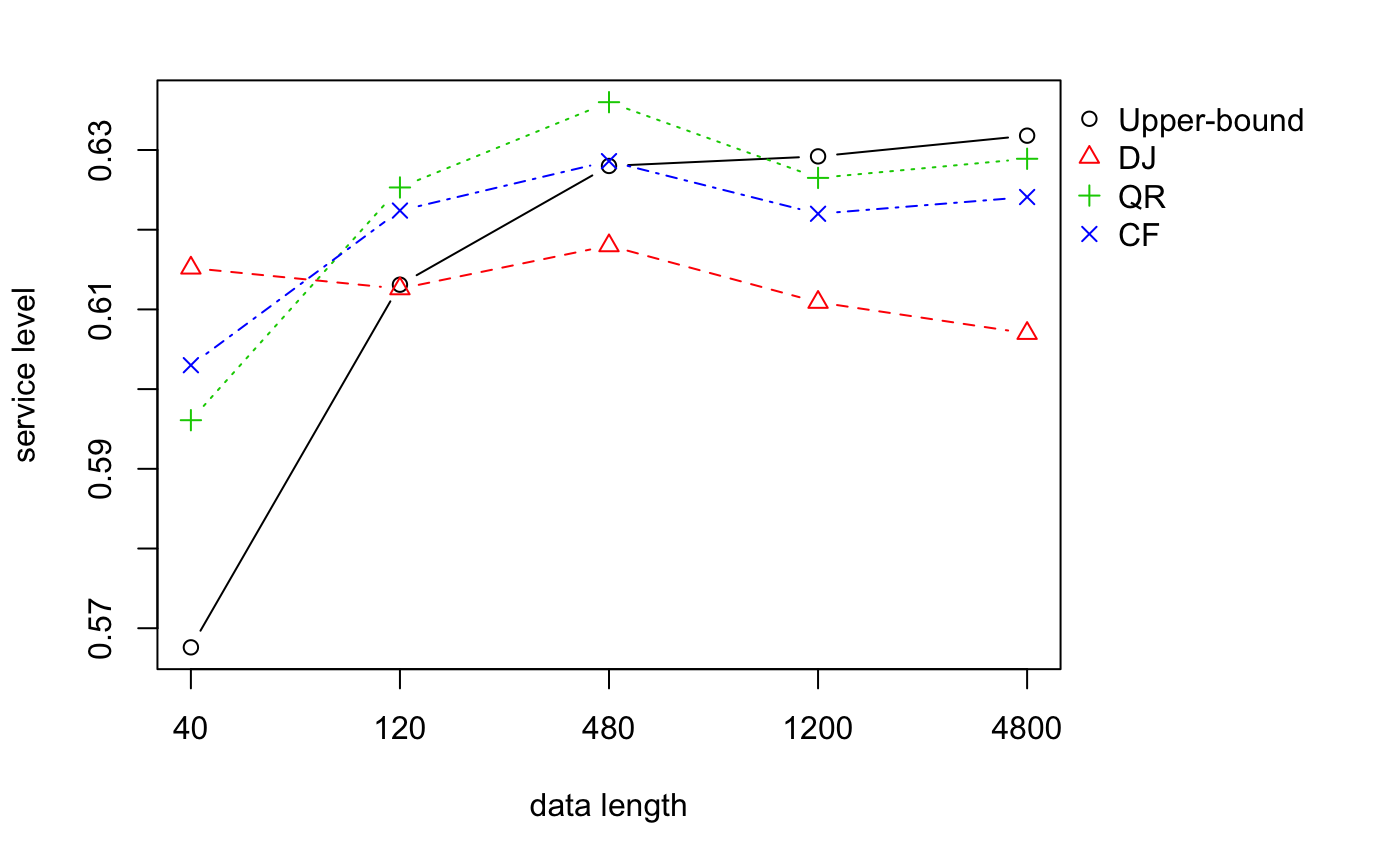 0.63
0.61
0.59
0.57
service level
40 120 480 1200 4800
data length
Upper-bound
DJ
QR
CF